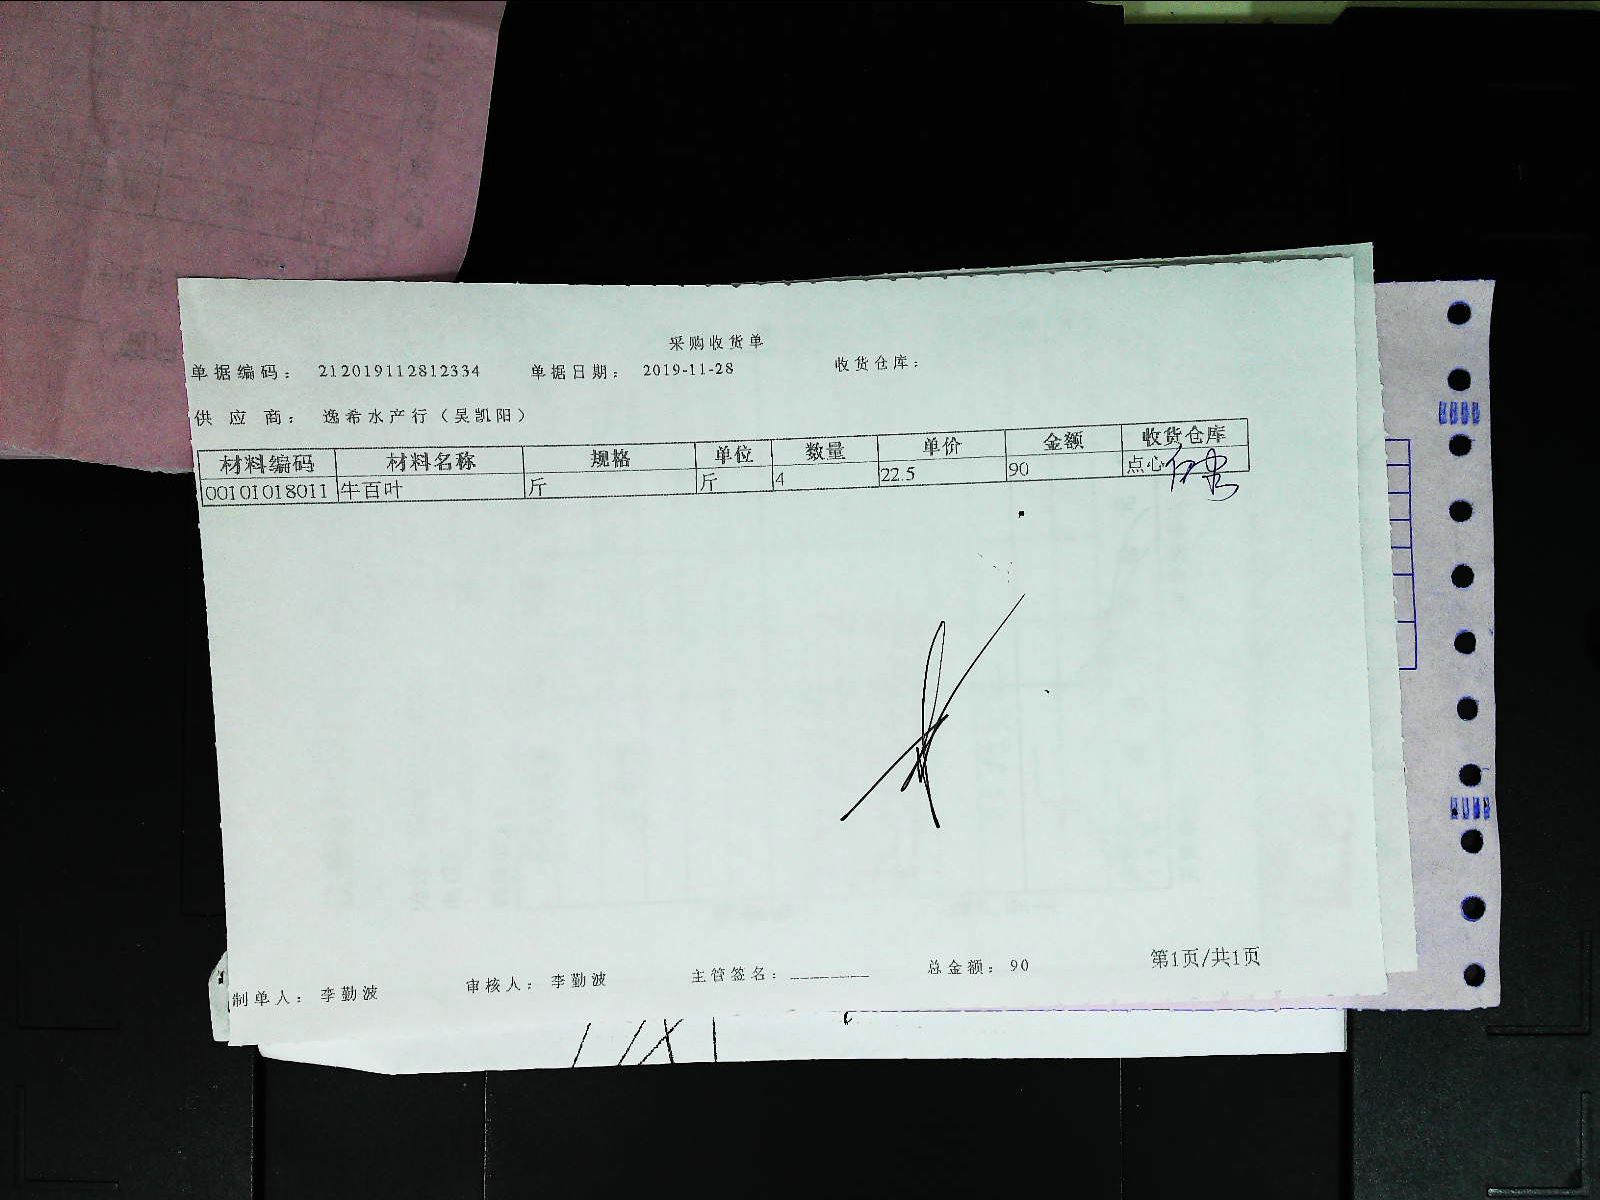 采购收货单
单据编码： 212019112812334 单据日期： 2019-11-28 收货仓库：
供 应 商： 逸希水产行（吴凯阳）
材料编码 材料名称 规格 单位 数量 单价 金额 收货仓库
00101018011 牛百叶 斤 斤 4 22.5 90 点心
制单人： 李勤波 审核人： 李勤波 主管签名：________ 总金额：90 第1页/共1页